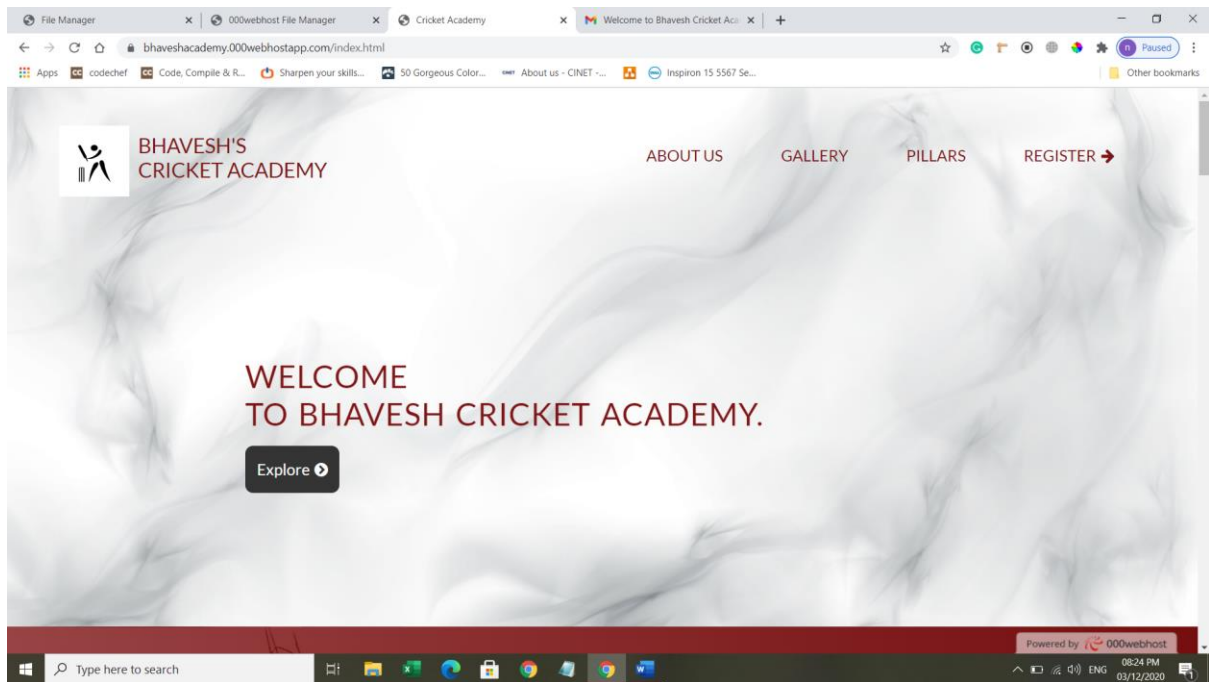 File Manager
000webhost File Manager
Cricket Academy
Welcome to Bhavesh Cricket Aca
bhaveshacademy.000webhostapp.com/index.html
Paused
Apps
codechef
Code, Compile & R...
Sharpen your skills...
50 Gorgeous Color...
About us - CINET -...
Inspiron 15 5567 Se...
Other bookmarks
BHAVESH'S
CRICKET ACADEMY
ABOUT US
GALLERY
PILLARS
REGISTER
WELCOME
TO BHAVESH CRICKET ACADEMY.
Explore
Powered by 000webhost
Type here to search
ENG
08:24 PM
03/12/2020